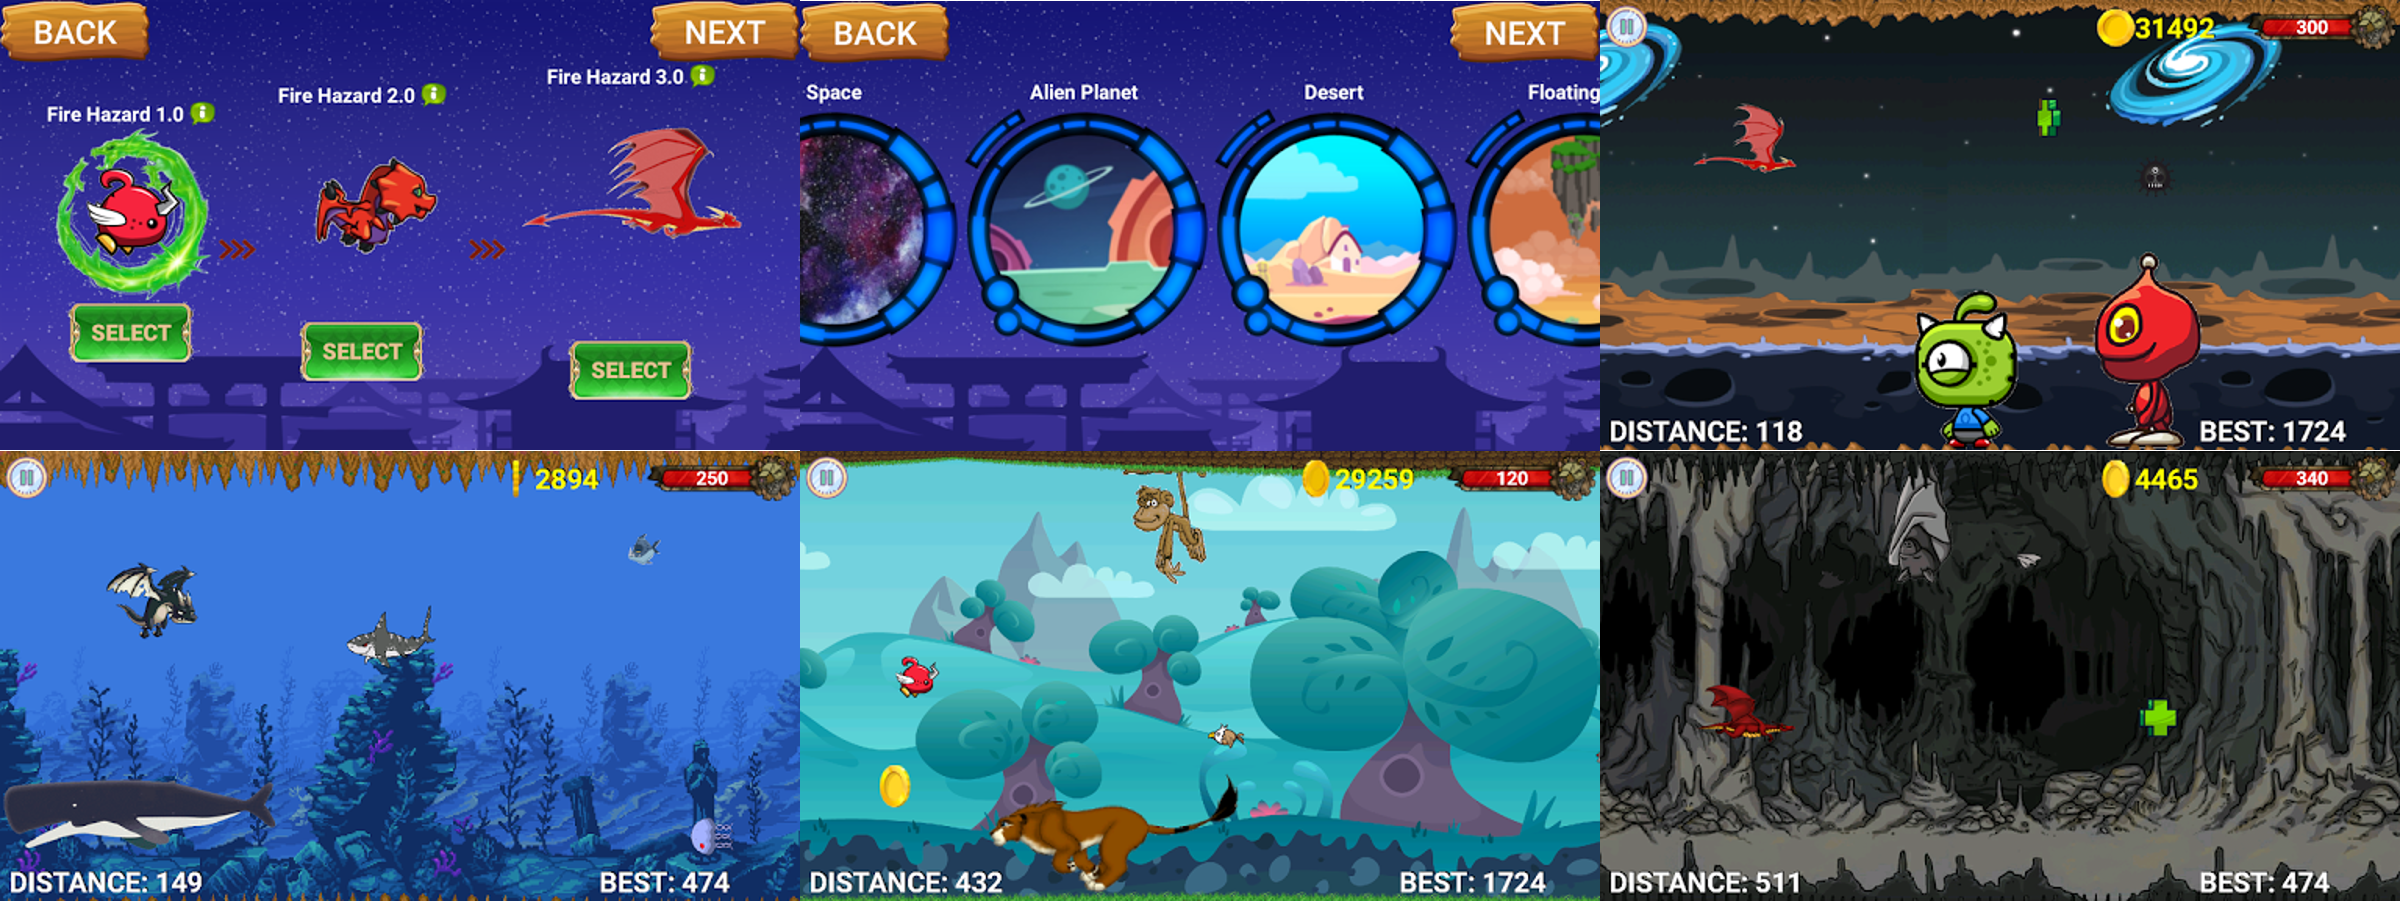 BACK
NEXT
Fire Hazard 1.0
Fire Hazard 2.0
Fire Hazard 3.0
SELECT
SELECT
SELECT
BACK
NEXT
Space
Alien Planet
Desert
Floating
31492
300
DISTANCE: 118
BEST: 1724
2894
250
DISTANCE: 149
BEST: 474
29259
120
DISTANCE: 432
BEST: 1724
4465
340
DISTANCE: 511
BEST: 474